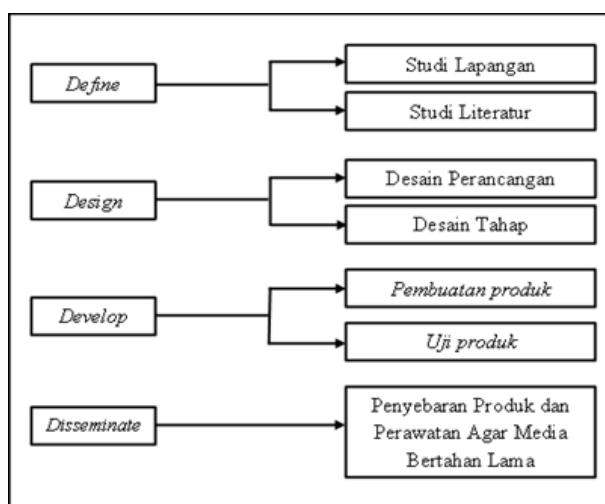 Define
Studi Lapangan
Studi Literatur
Design
Desain Perancangan
Desain Tahap
Develop
Pembuatan produk
Uji produk
Disseminate
Penyebaran Produk dan
Perawatan Agar Media
Bertahan Lama